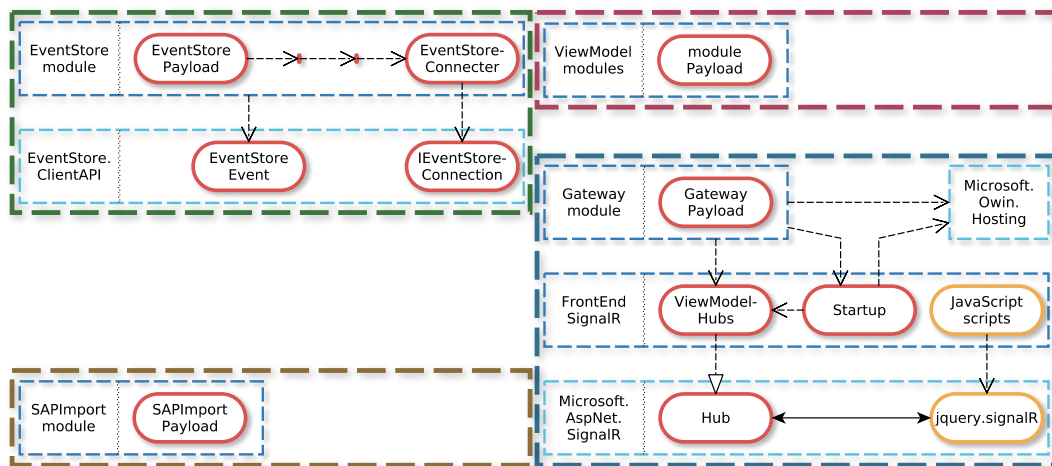 EventStore
module
EventStore
Payload
EventStore-
Connecter
EventStore.
ClientAPI
EventStore
Event
IEventStore-
Connection
ViewModel
modules
module
Payload
Gateway
module
Gateway
Payload
Microsoft.
Owin.
Hosting
FrontEnd
SignalR
ViewModel-
Hubs
Startup
JavaScript
scripts
SAPImport
module
SAPImport
Payload
Microsoft.
AspNet.
SignalR
Hub
jquery.signalR